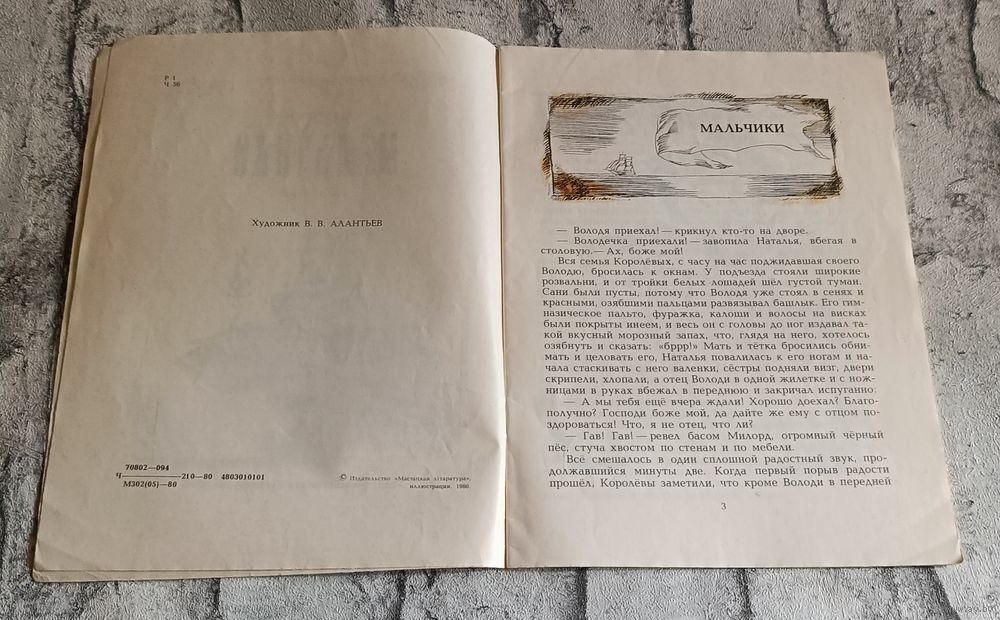 Р 1
Ч 56
Художник В. В. АЛАНТЬЕВ
70802—094
Ч———210—80 4803010101
М302(05)—80
© Издательство «Мастацкая літаратура»,
иллюстрации, 1980.
МАЛЬЧИКИ
— Володя приехал! — крикнул кто-то на дворе.
— Володечка приехали! — завопила Наталья, вбегая в
столовую.— Ах, боже мой!
Вся семья Королёвых, с часу на час поджидавшая своего
Володю, бросилась к окнам. У подъезда стояли широкие
розвальни, и от тройки белых лошадей шёл густой туман.
Сани были пусты, потому что Володя уже стоял в сенях и
красными, озябшими пальцами развязывал башлык. Его гим-
назическое пальто, фуражка, калоши и волосы на висках
были покрыты инеем, и весь он с головы до ног издавал та-
кой вкусный морозный запах, что, глядя на него, хотелось
озябнуть и сказать: «бррр!» Мать и тётка бросились обни-
мать и целовать его, Наталья повалилась к его ногам и на-
чала стаскивать с него валенки, сёстры подняли визг, двери
скрипели, хлопали, а отец Володи в одной жилетке и с нож-
ницами в руках вбежал в переднюю и закричал испуганно:
— А мы тебя ещё вчера ждали! Хорошо доехал? Благо-
получно? Господи боже мой, да дайте же ему с отцом по-
здороваться! Что, я не отец, что ли?
— Гав! Гав! — ревел басом Милорд, огромный чёрный
пёс, стуча хвостом по стенам и по мебели.
Всё смешалось в один сплошной радостный звук, про-
должавшийся минуты две. Когда первый порыв радости
прошёл, Королёвы заметили, что кроме Володи в передней
3